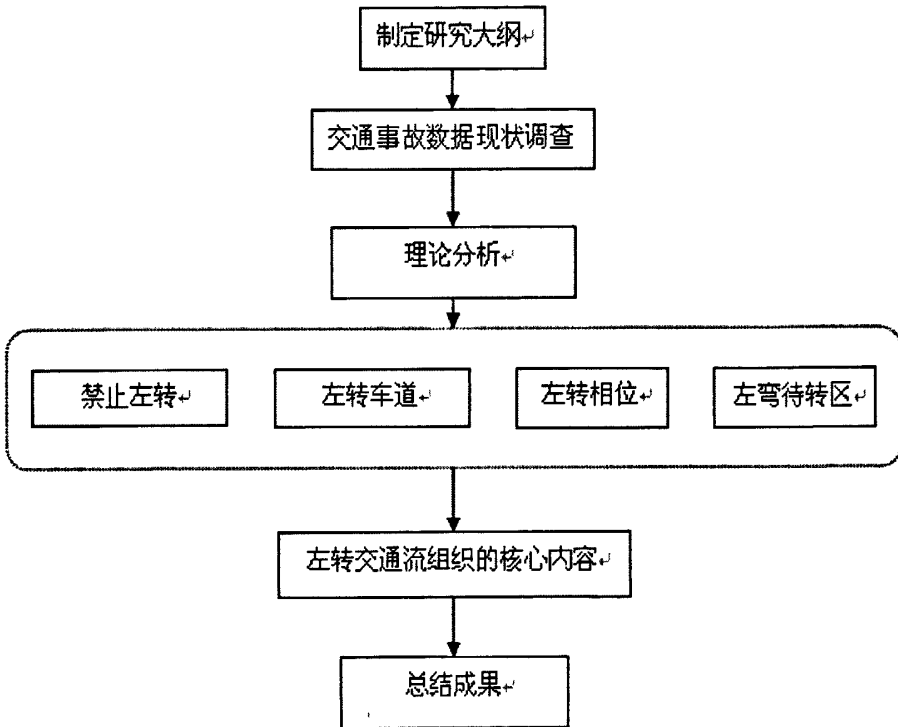 制定研究大纲
交通事故数据现状调查
理论分析
禁止左转 左转车道 左转相位 左弯待转区
左转交通流组织的核心内容
总结成果